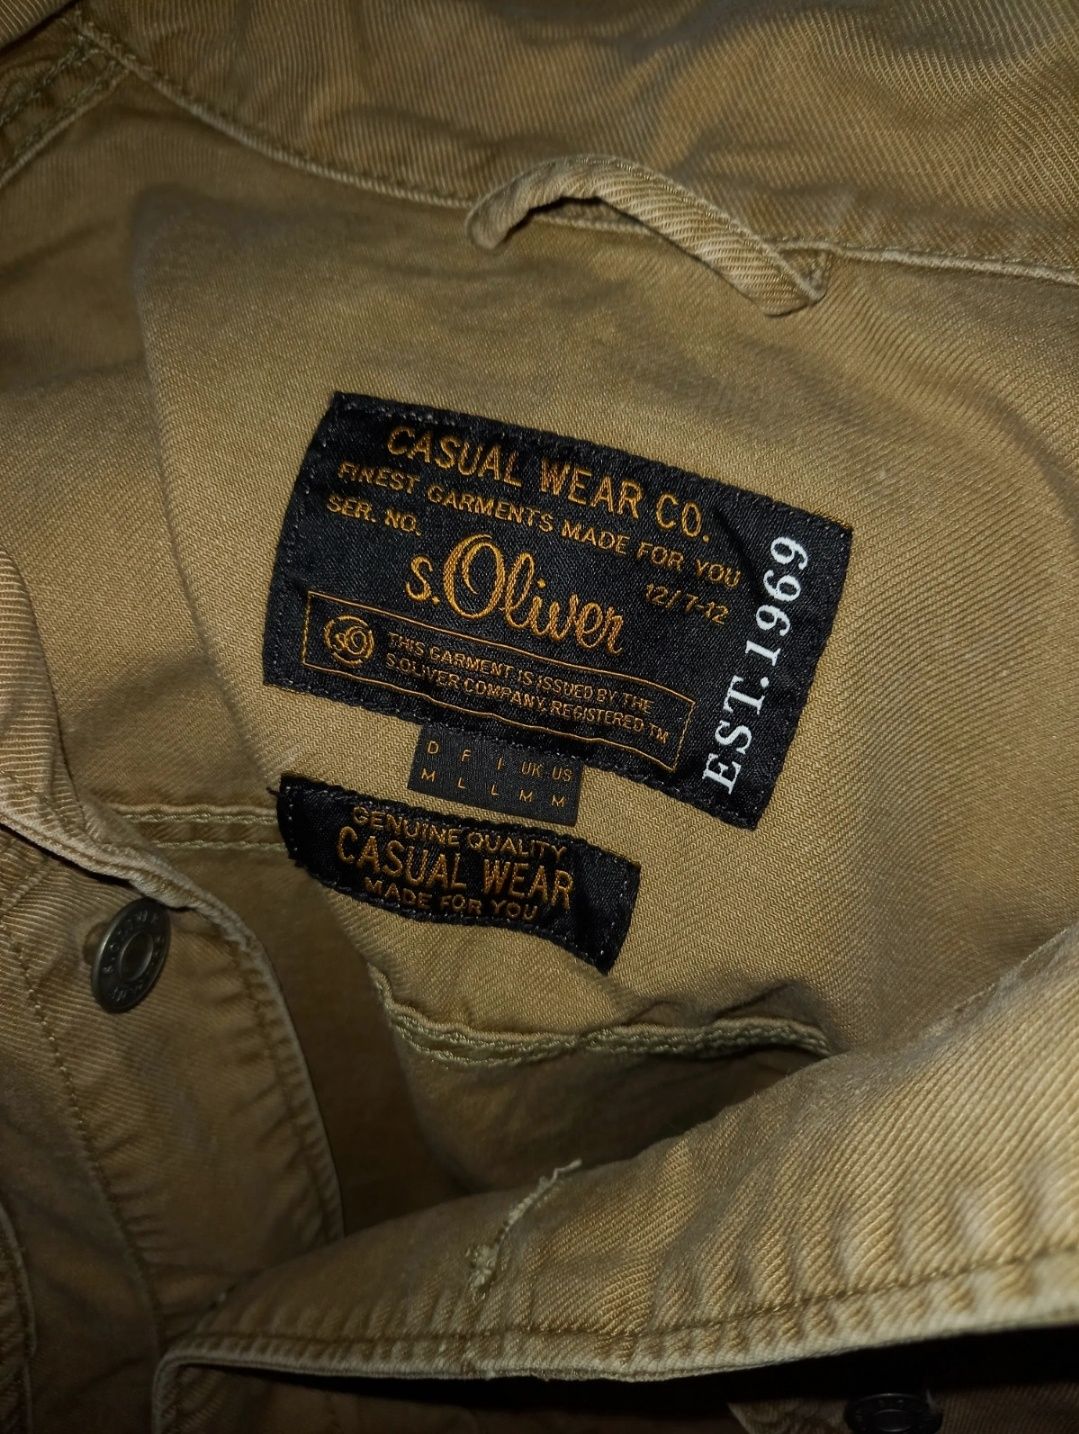 CASUAL WEAR CO.
FINEST GARMENTS MADE FOR YOU
SER. NO.
12/7-12
s.Oliver
sO
THIS GARMENT IS ISSUED BY THE
S.OLIVER COMPANY, REGISTERED TM
EST.1969
D F I UK US
M L L M M
GENUINE QUALITY
CASUAL WEAR
MADE FOR YOU